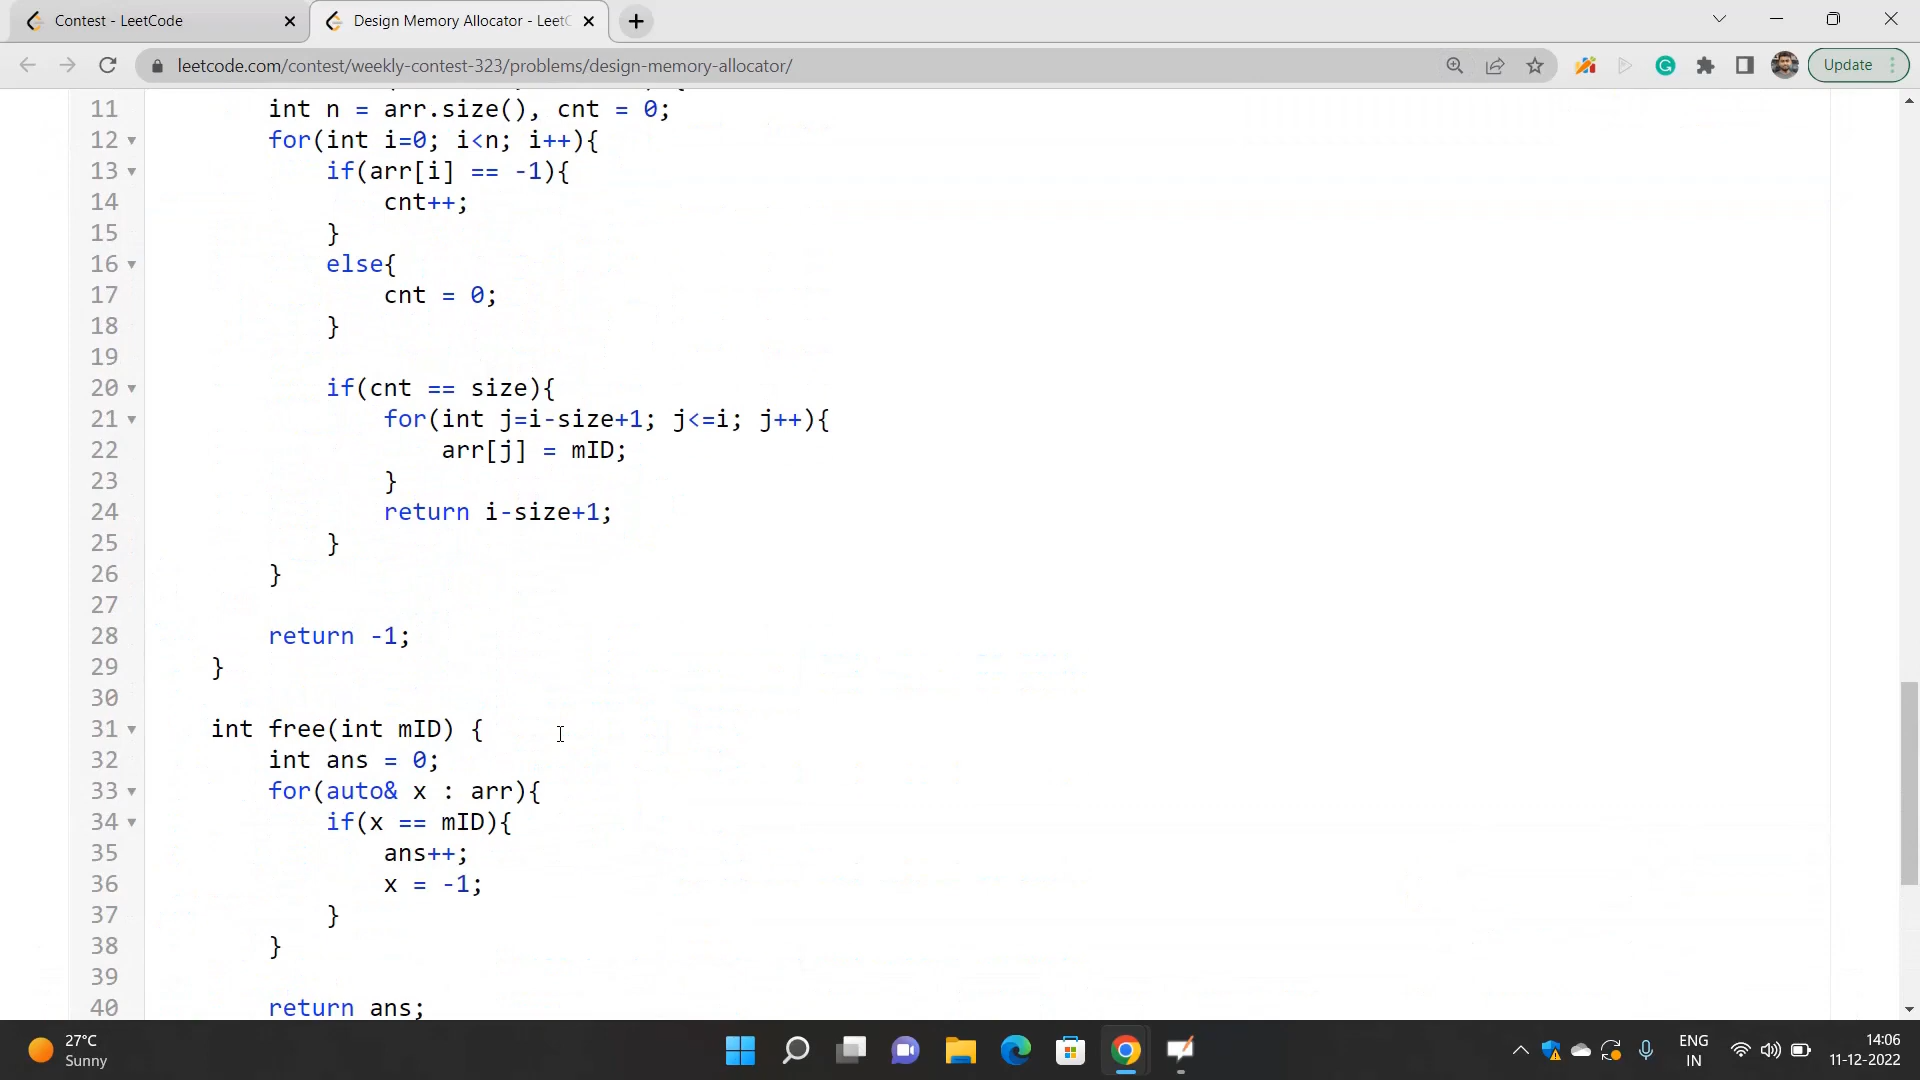 Contest - LeetCode
Design Memory Allocator - LeetC
leetcode.com/contest/weekly-contest-323/problems/design-memory-allocator/
Update
11 int n = arr.size(), cnt = 0;
12 for(int i=0; i<n; i++){
13 if(arr[i] == -1){
14 cnt++;
15 }
16 else{
17 cnt = 0;
18 }
19
20 if(cnt == size){
21 for(int j=i-size+1; j<=i; j++){
22 arr[j] = mID;
23 }
24 return i-size+1;
25 }
26 }
27
28 return -1;
29 }
30
31 int free(int mID) {
32 int ans = 0;
33 for(auto& x : arr){
34 if(x == mID){
35 ans++;
36 x = -1;
37 }
38 }
39
40 return ans;
27°C
Sunny
ENG
IN
14:06
11-12-2022